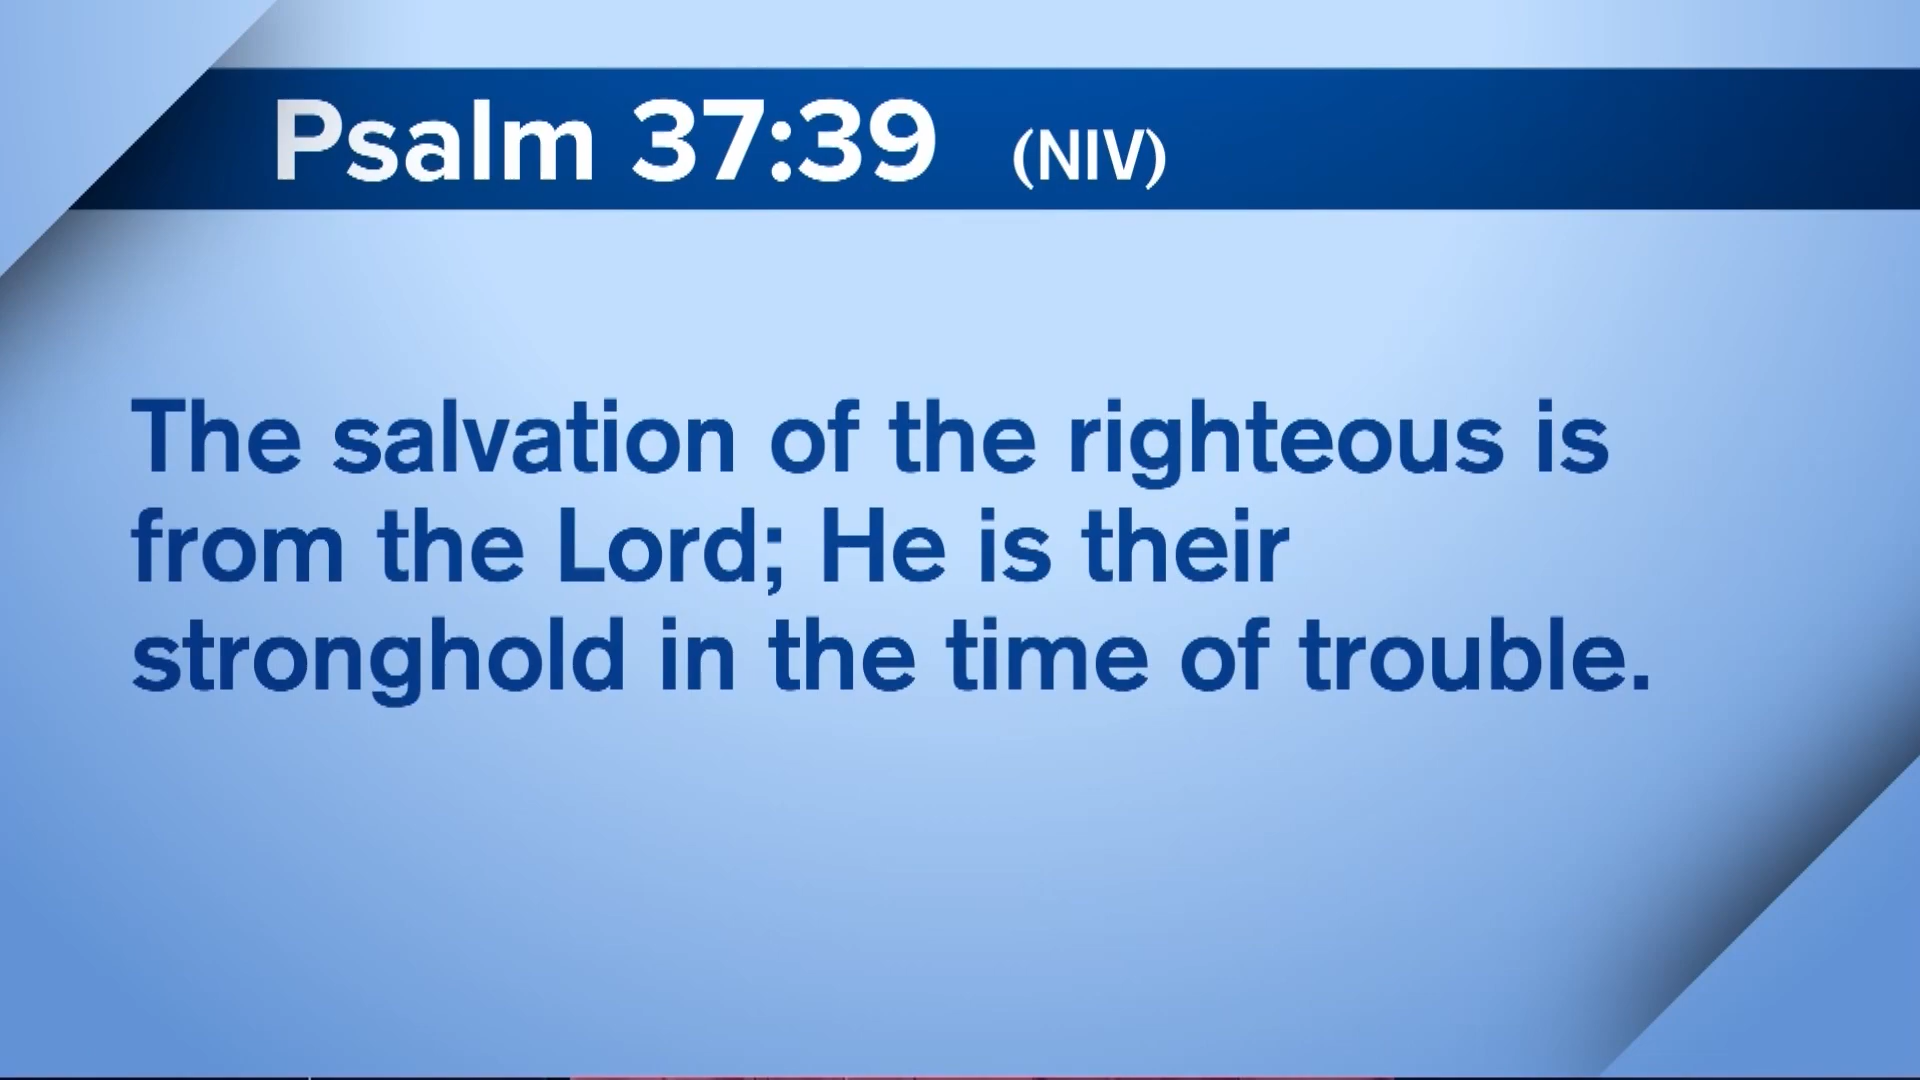 Psalm 37:39 (NIV)
The salvation of the righteous is
from the Lord; He is their
stronghold in the time of trouble.